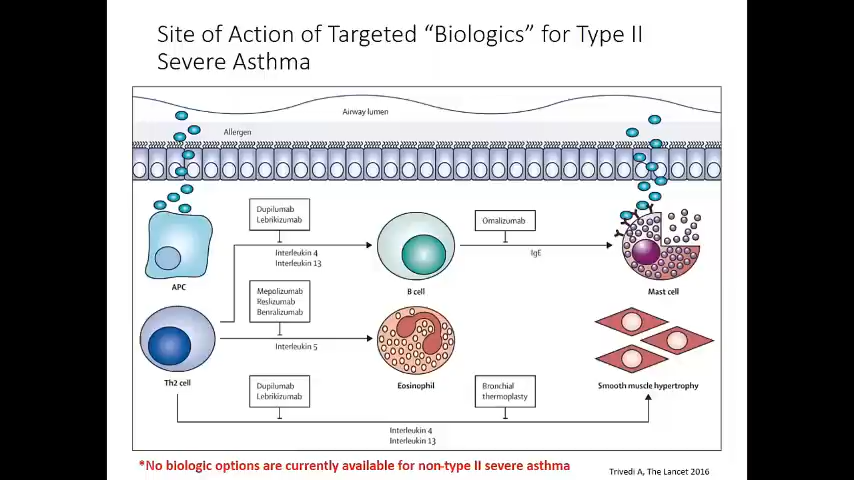 Site of Action of Targeted “Biologics” for Type II
Severe Asthma
Airway lumen
Allergen
Dupilumab
Lebrikizumab
Omalizumab
Interleukin 4
Interleukin 13
IgE
APC
B cell
Mast cell
Mepolizumab
Reslizumab
Benralizumab
Interleukin 5
Th2 cell
Eosinophil
Smooth muscle hypertrophy
Dupilumab
Lebrikizumab
Bronchial
thermoplasty
Interleukin 4
Interleukin 13
*No biologic options are currently available for non-type II severe asthma
Trivedi A, The Lancet 2016